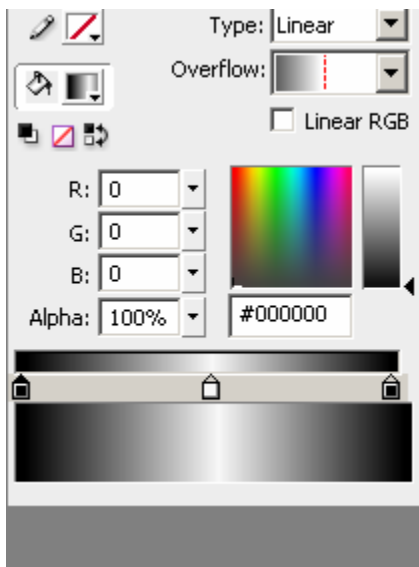 Type: Linear
Overflow:
Linear RGB
R: 0
G: 0
B: 0
Alpha: 100% #000000